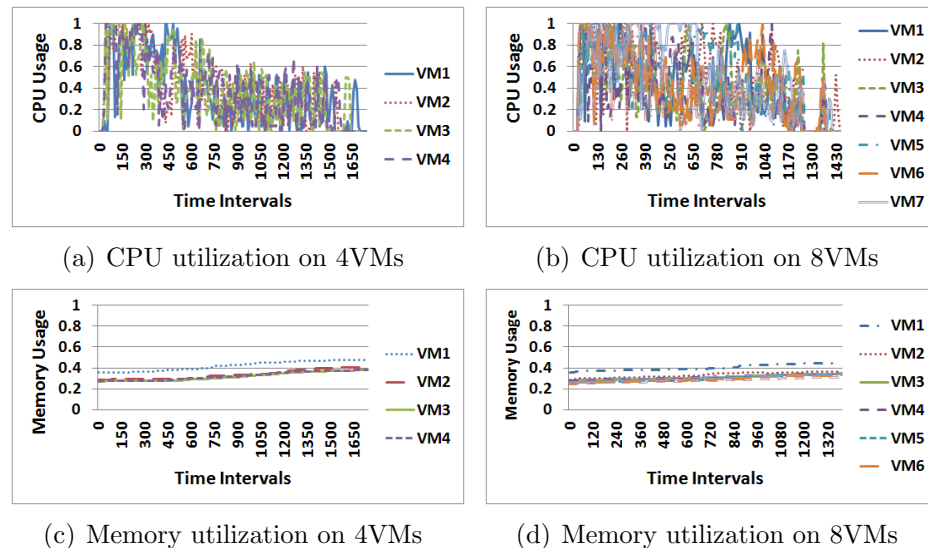 CPU Usage
1
0.8
0.6
0.4
0.2
0
0 150 300 450 600 750 900 1050 1200 1350 1500 1650
Time Intervals
VM1
VM2
VM3
VM4
(a) CPU utilization on 4VMs
CPU Usage
1
0.8
0.6
0.4
0.2
0
0 130 260 390 520 650 780 910 1040 1170 1300 1430
Time Intervals
VM1
VM2
VM3
VM4
VM5
VM6
VM7
(b) CPU utilization on 8VMs
Memory Usage
1
0.8
0.6
0.4
0.2
0
0 150 300 450 600 750 900 1050 1200 1350 1500 1650
Time Intervals
VM1
VM2
VM3
VM4
(c) Memory utilization on 4VMs
Memory Usage
1
0.8
0.6
0.4
0.2
0
0 120 240 360 480 600 720 840 960 1080 1200 1320
Time Intervals
VM1
VM2
VM3
VM4
VM5
VM6
(d) Memory utilization on 8VMs